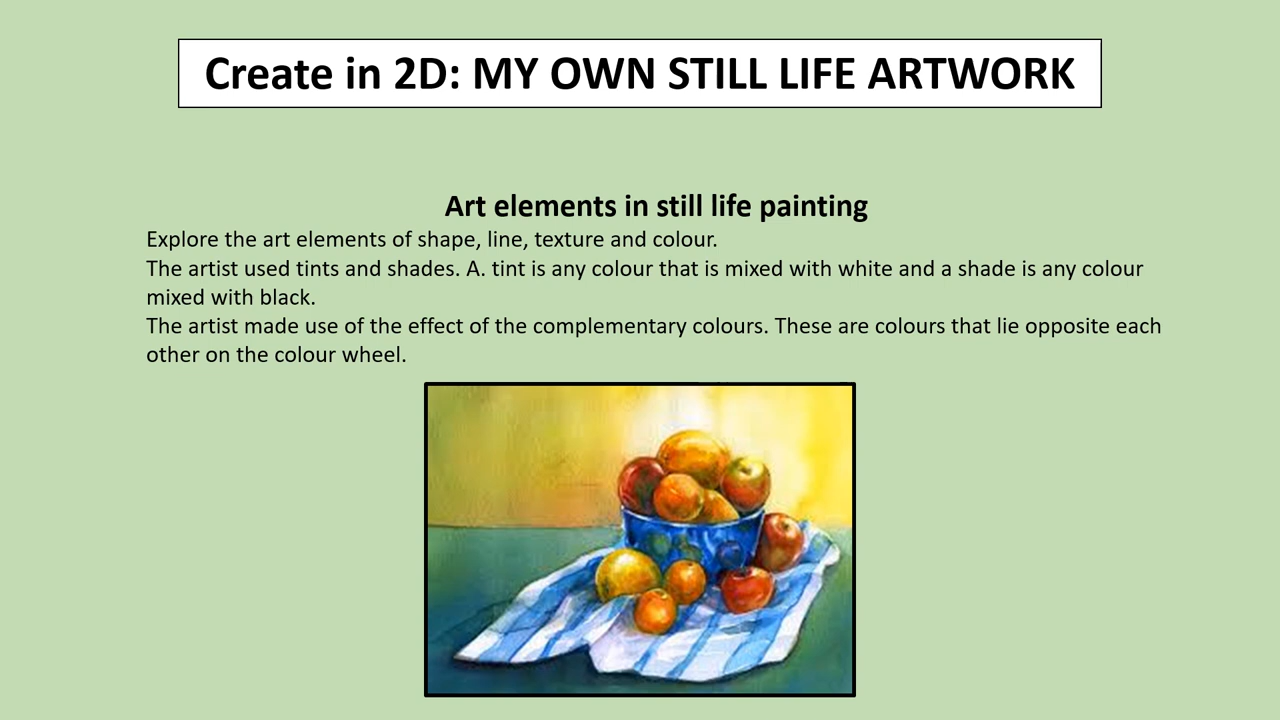 Create in 2D: MY OWN STILL LIFE ARTWORK
Art elements in still life painting
Explore the art elements of shape, line, texture and colour.
The artist used tints and shades. A. tint is any colour that is mixed with white and a shade is any colour
mixed with black.
The artist made use of the effect of the complementary colours. These are colours that lie opposite each
other on the colour wheel.